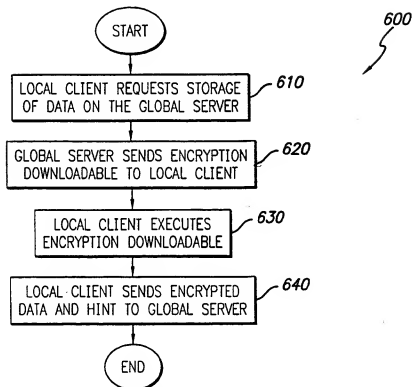 START
600
LOCAL CLIENT REQUESTS STORAGE
OF DATA ON THE GLOBAL SERVER
610
GLOBAL SERVER SENDS ENCRYPTION
DOWNLOADABLE TO LOCAL CLIENT
620
LOCAL CLIENT EXECUTES
ENCRYPTION DOWNLOADABLE
630
LOCAL CLIENT SENDS ENCRYPTED
DATA AND HINT TO GLOBAL SERVER
640
END